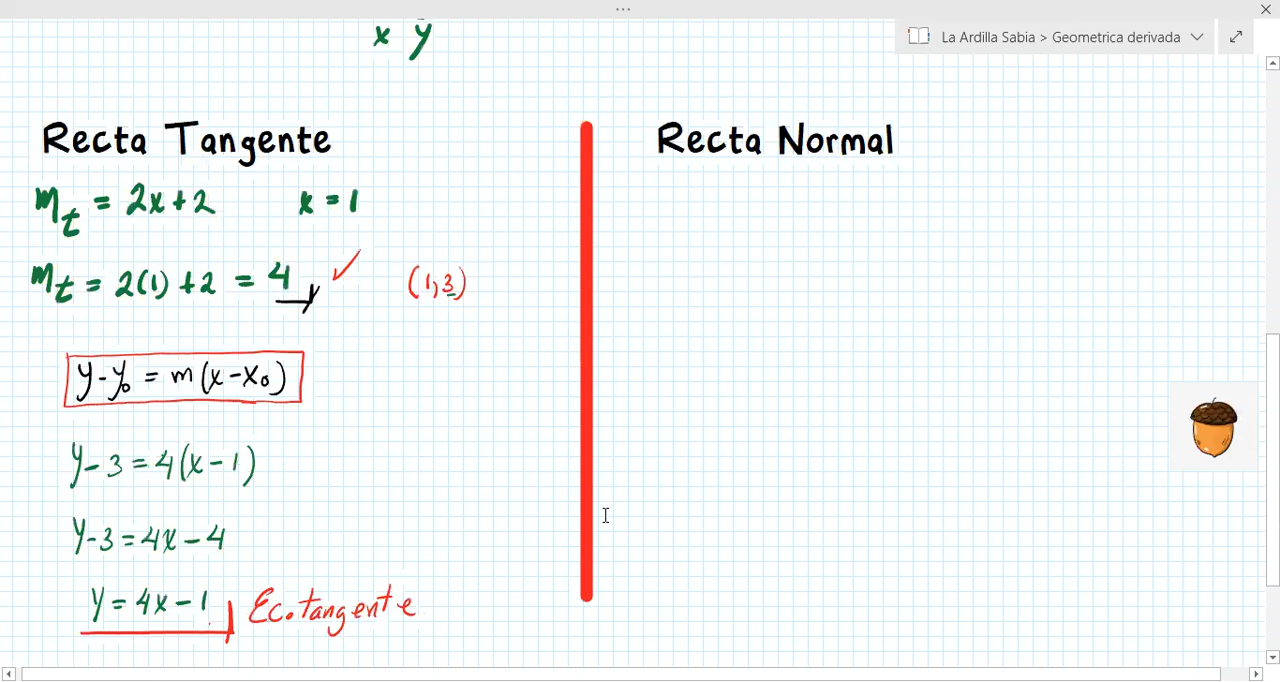 ...
La Ardilla Sabia > Geometrica derivada
x y
Recta Tangente
m_t = 2x+2 x = 1
m_t = 2(1) +2 = 4 ✓ (1,3)
y-y₀ = m(x-x₀)
y-3=4(x-1)
y-3=4x-4
y=4x-1 Ec. tangente
Recta Normal